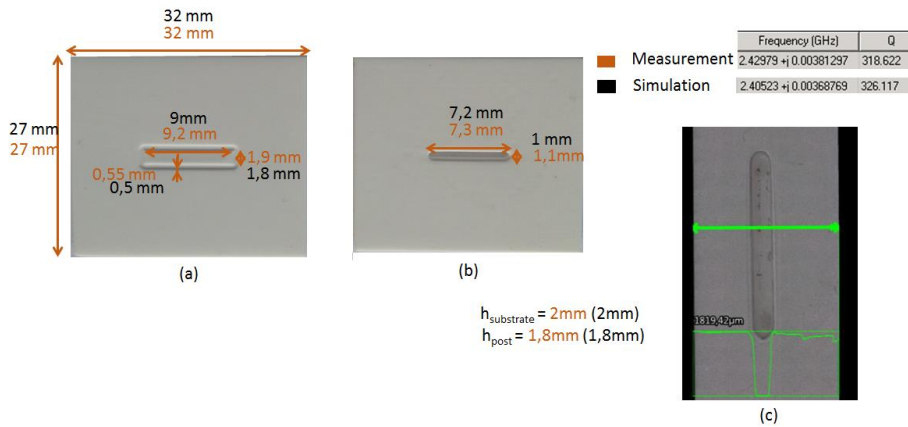 32 mm
32 mm
27 mm
27 mm
9mm
9,2 mm
1,9 mm
1,8 mm
0,55 mm
0,5 mm
(a)
7,2 mm
7,3 mm
1 mm
1,1mm
(b)
Frequency (GHz) Q
Measurement 2.42979 +j 0.00381297 318.622
Simulation 2.40523 +j 0.00368769 326.117
hsubstrate = 2mm (2mm)
hpost = 1,8mm (1,8mm)
1819,42µm
(c)